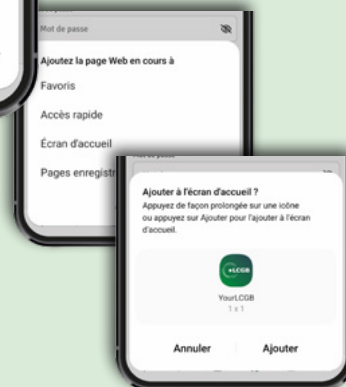 Mot de passe
Ajoutez la page Web en cours à
Favoris
Accès rapide
Écran d'accueil
Pages enregistr
Ajouter à l'écran d'accueil ?
Appuyez de façon prolongée sur une icône
ou appuyez sur Ajouter pour l'ajouter à l'écran
d'accueil.
LCGB
YourLCGB
1 x 1
Annuler Ajouter